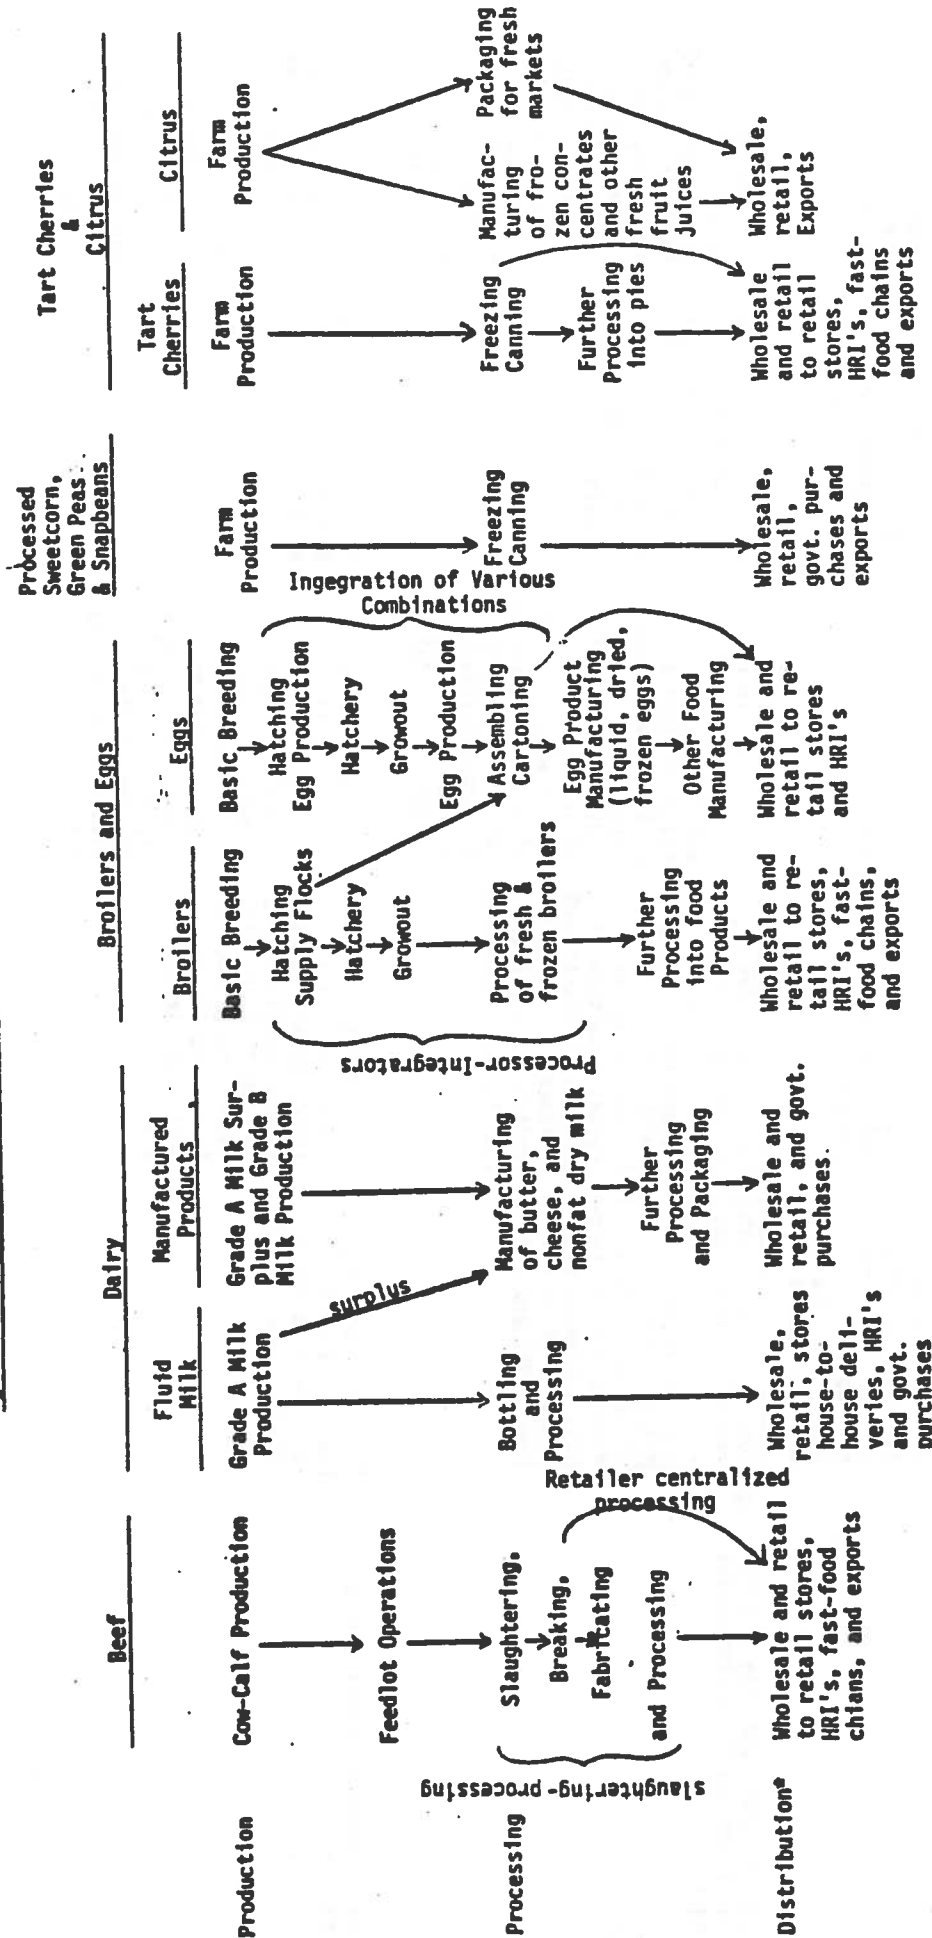 Beef
Dairy
Broilers and Eggs
Processed
Sweetcorn,
Green Peas
& Snapbeans
Tart Cherries
&
Citrus
Fluid
Milk
Manufactured
Products
Broilers
Eggs
Tart
Cherries
Citrus
Production
Cow-Calf Production
Feedlot Operations
Grade A Milk
Production
surplus
Grade A Milk Sur-
plus and Grade B
Milk Production
Basic Breeding
Hatching
Supply Flocks
Hatchery
Growout
Basic Breeding
Hatching
Egg Production
Hatchery
Growout
Egg Production
Ingegration of Various
Combinations
Farm
Production
Farm
Production
Farm
Production
Processing
slaughtering-processing
Slaughtering,
Breaking,
Fabricating
and Processing
Retailer centralized
processing
Bottling
and
Processing
Manufacturing
of butter,
cheese, and
nonfat dry milk
Further
Processing
and Packaging
Processor-Integrators
Processing
of fresh &
frozen broilers
Further
Processing
into food
Products
Assembling
Cartoning
Egg Product
Manufacturing
(liquid, dried,
frozen eggs)
Other Food
Manufacturing
Freezing
Canning
Freezing
Canning
Further
Processing
into pies
Manufac-
turing
of fro-
zen con-
centrates
and other
fresh
fruit
juices
Packaging
for fresh
markets
Distribution*
Wholesale and retail
to retail stores,
HRI's, fast-food
chians, and exports
Wholesale,
retail, stores
house-to-
house deli-
veries, HRI's
and govt.
purchases
Wholesale and
retail, and govt.
purchases.
Wholesale and
retail to re-
tail stores,
HRI's, fast-
food chains,
and exports
Wholesale and
retail to re-
tail stores
and HRI's
Wholesale,
retail,
govt. pur-
chases and
exports
Wholesale
and retail
to retail
stores,
HRI's, fast-
food chains
and exports
Wholesale,
retail,
Exports